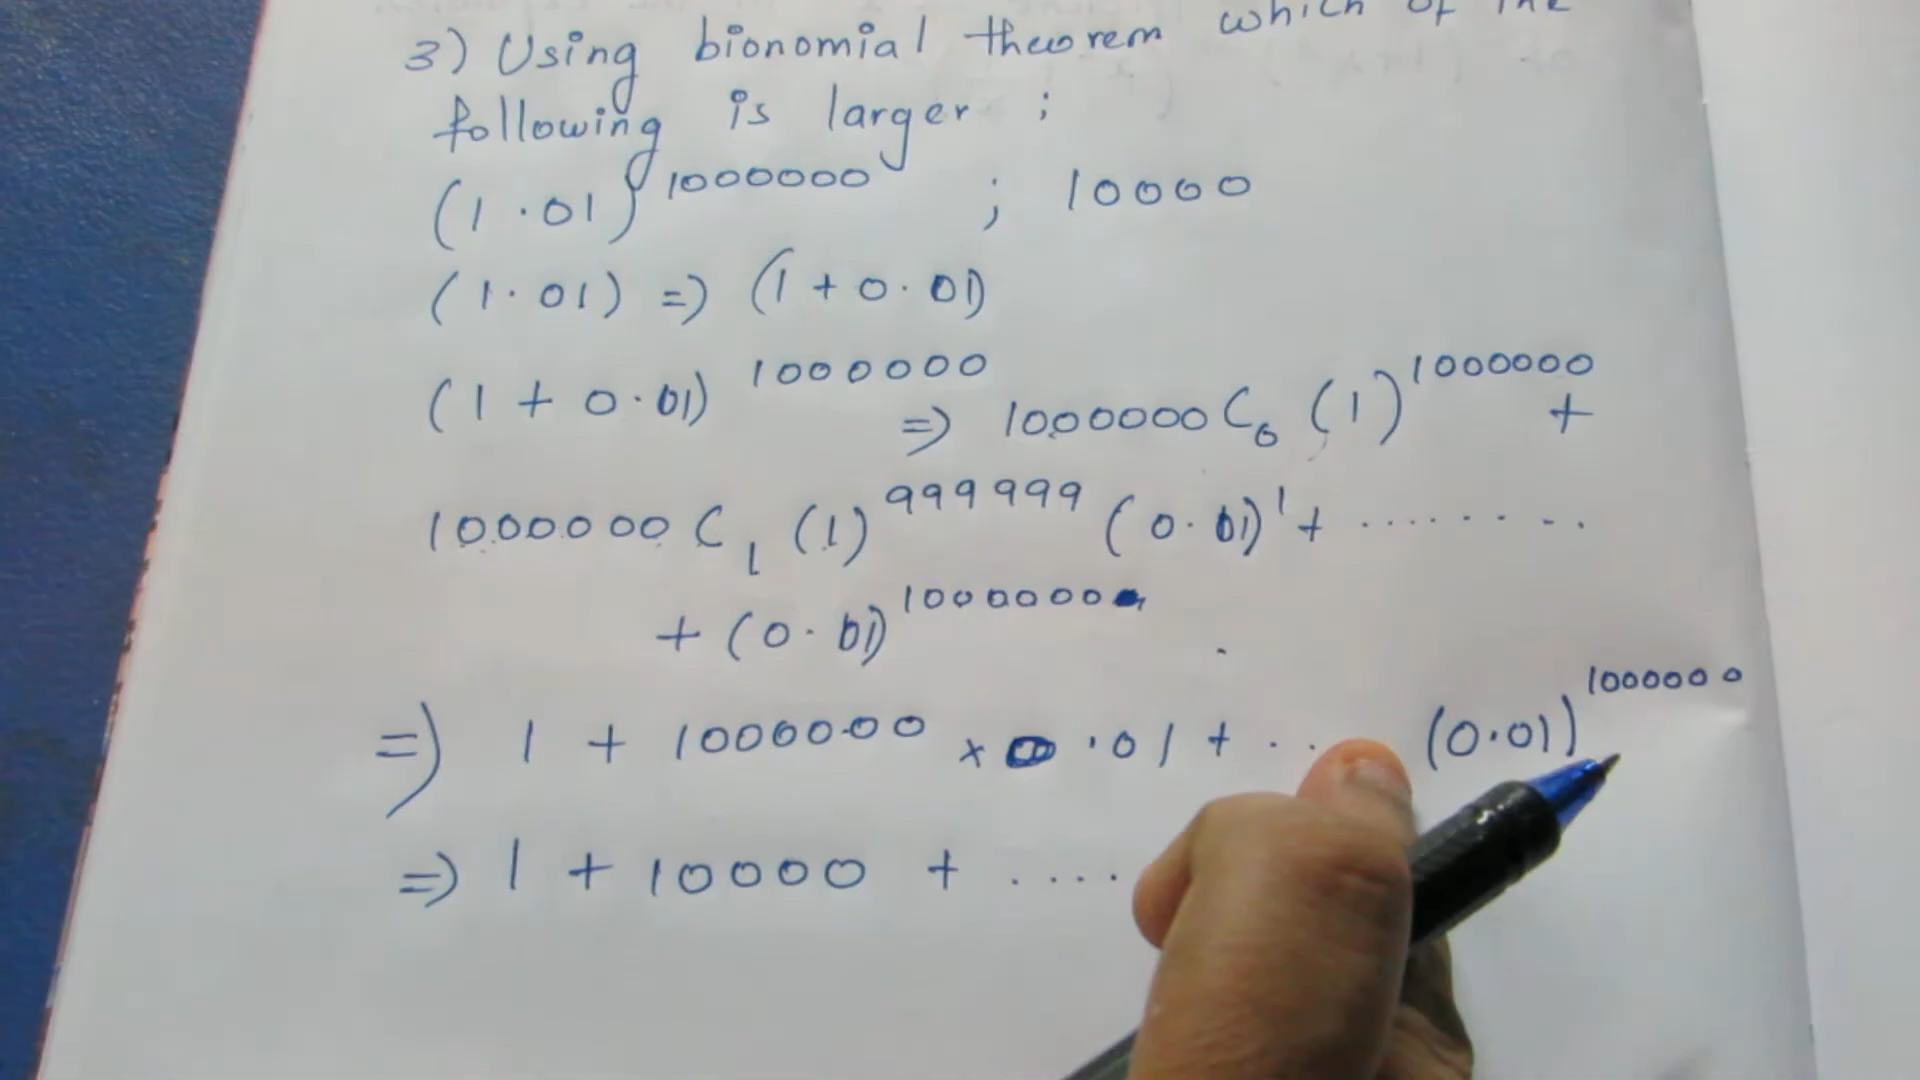 3) Using bionomial theorem which of the
following is larger ;
(1.01)^1000000 ; 10000
(1.01) => (1+0.01)
(1+0.01)^1000000 => 1000000C₀ (1)^1000000 +
1000000C₁ (1)^999999 (0.01)^1 + ........
+ (0.01)^1000000
=> 1 + 1000000 x 0.01 + .. (0.01)^1000000
=> 1 + 10000 + ....